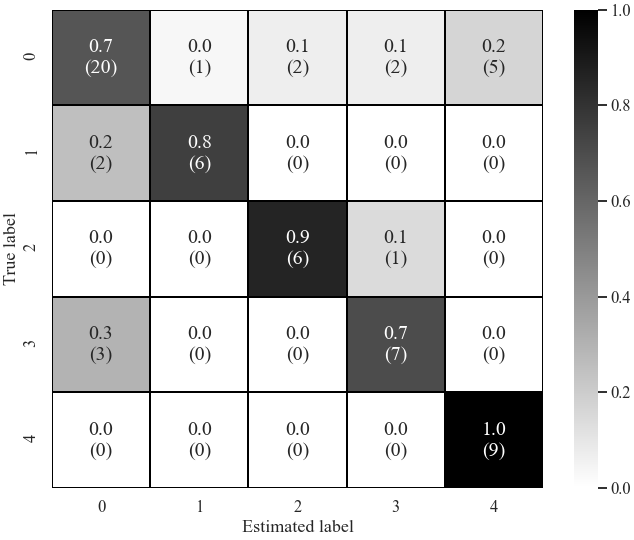 0.7 0.0 0.1 0.1 0.2
(20) (1) (2) (2) (5)
0.2 0.8 0.0 0.0 0.0
(2) (6) (0) (0) (0)
0.0 0.0 0.9 0.1 0.0
(0) (0) (6) (1) (0)
0.3 0.0 0.0 0.7 0.0
(3) (0) (0) (7) (0)
0.0 0.0 0.0 0.0 1.0
(0) (0) (0) (0) (9)
0 1 2 3 4
Estimated label
True label
0
1
2
3
4
1.0
0.8
0.6
0.4
0.2
0.0